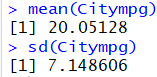 > mean(Citympg)
[1] 20.05128
> sd(Citympg)
[1] 7.148606